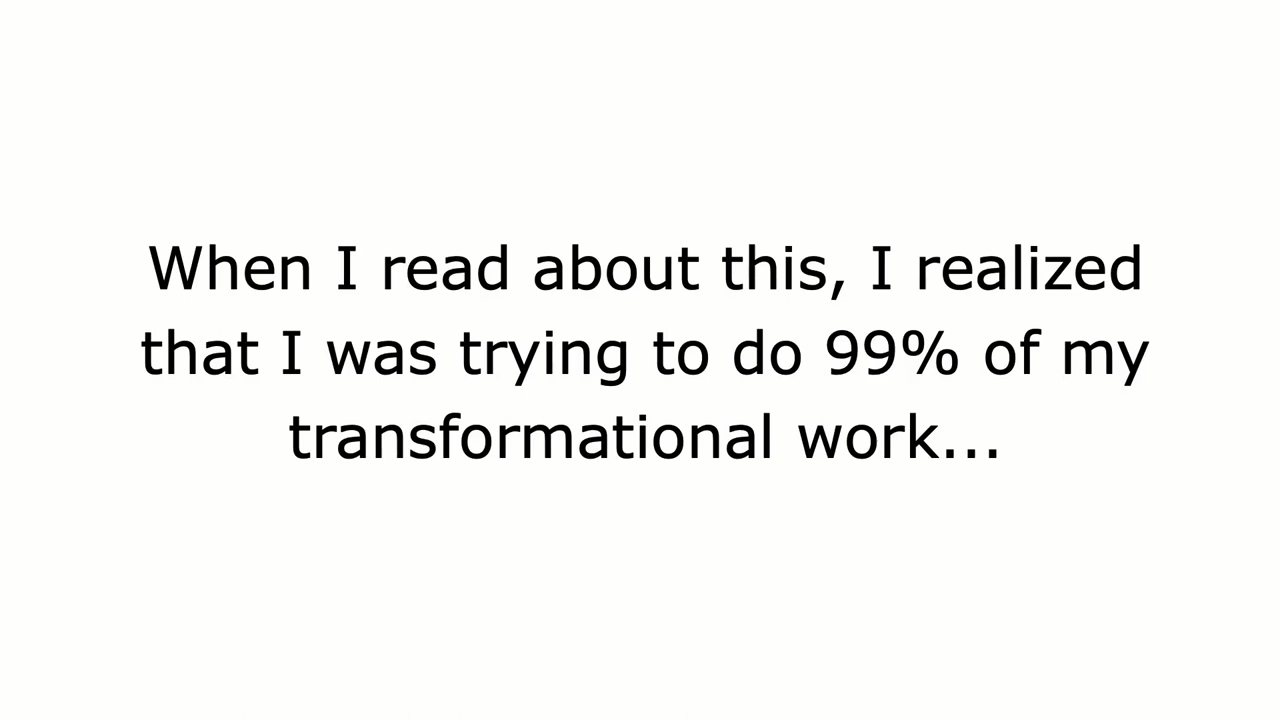 When I read about this, I realized
that I was trying to do 99% of my
transformational work...